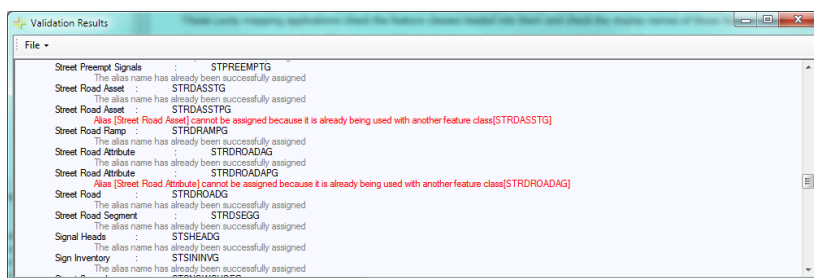 Validation Results
File
Street Preempt Signals : STPREEMPTG
The alias name has already been successfully assigned
Street Road Asset : STRDASSTG
The alias name has already been successfully assigned
Street Road Asset : STRDASSTPG
Alias [Street Road Asset] cannot be assigned because it is already being used with another feature class[STRDASSTG]
Street Road Ramp : STRDRAMPG
The alias name has already been successfully assigned
Street Road Attribute : STRDROADAG
The alias name has already been successfully assigned
Street Road Attribute : STRDROADAPG
Alias [Street Road Attribute] cannot be assigned because it is already being used with another feature class[STRDROADAG]
Street Road : STRDROADG
The alias name has already been successfully assigned
Street Road Segment : STRDSEGG
The alias name has already been successfully assigned
Signal Heads : STSHEADG
The alias name has already been successfully assigned
Sign Inventory : STSININVG
The alias name has already been successfully assigned